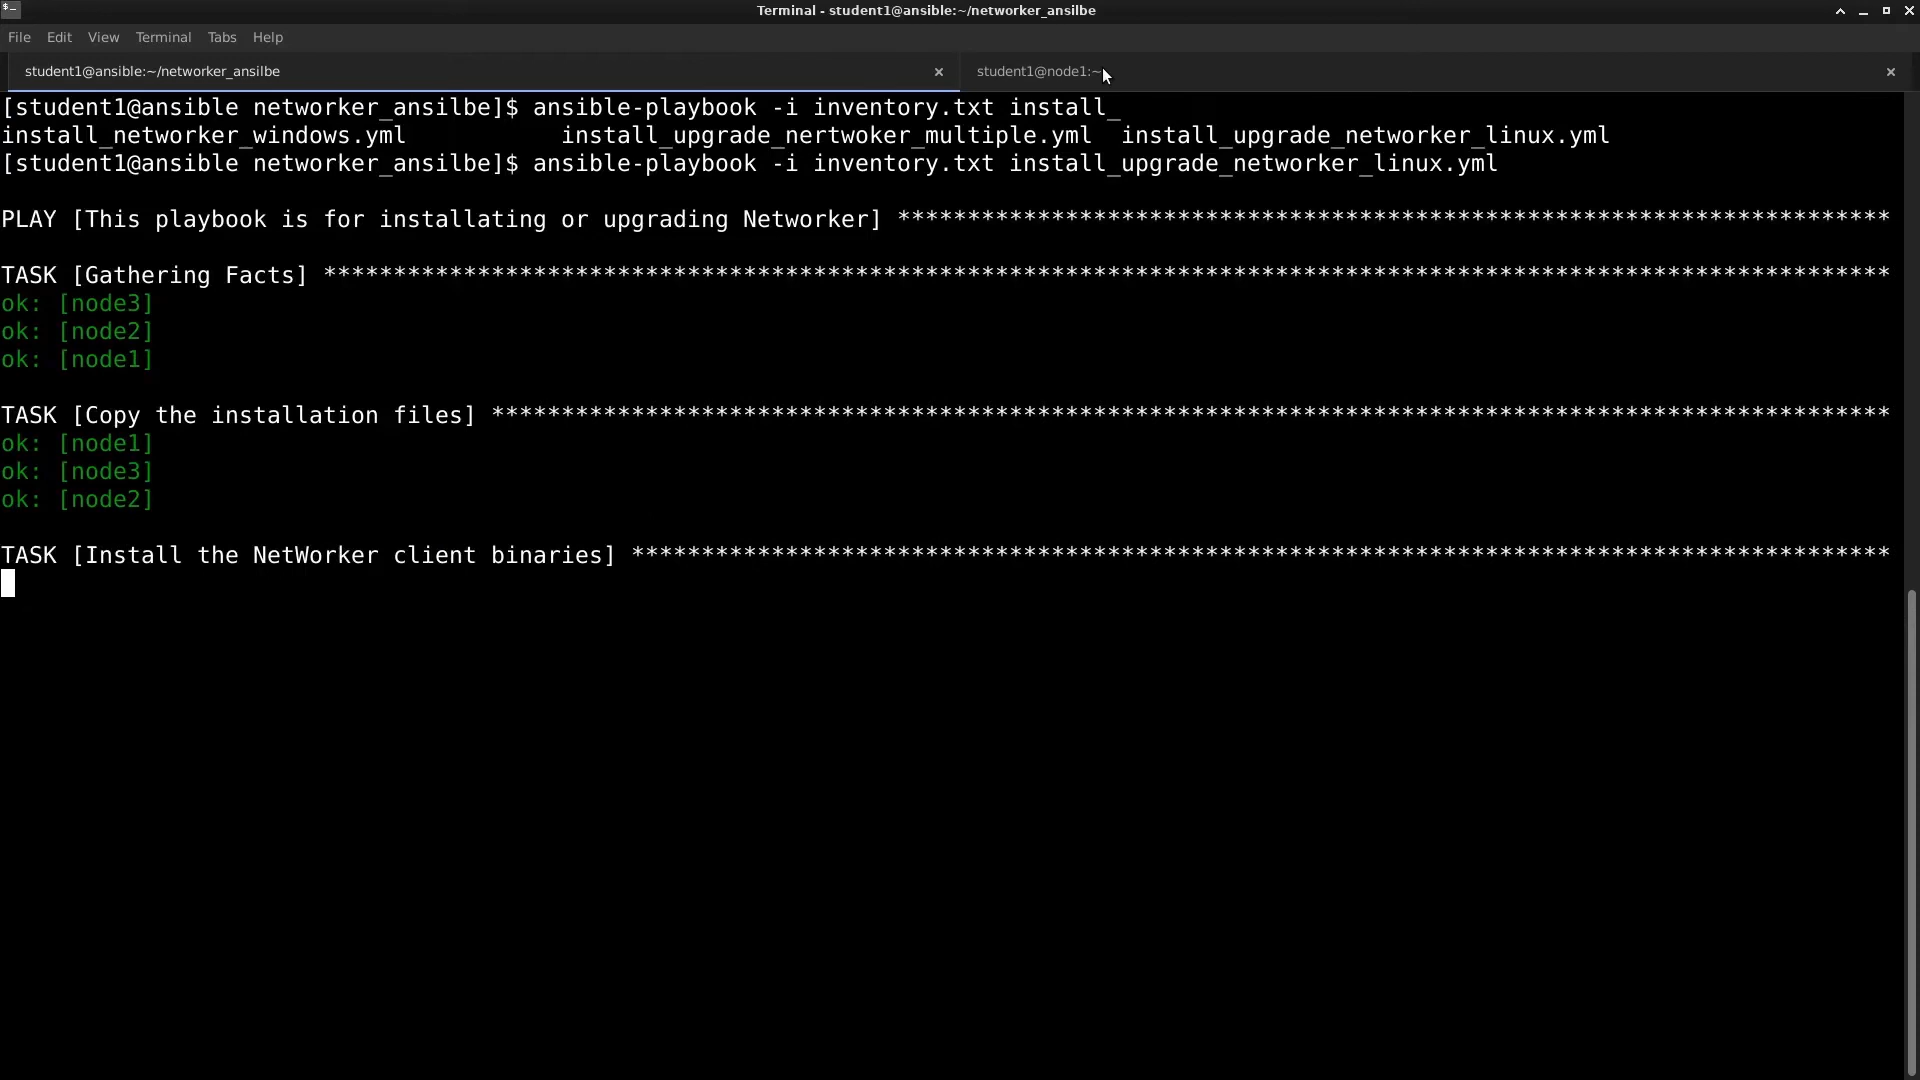 Terminal - student1@ansible:~/networker_ansilbe
File Edit View Terminal Tabs Help
student1@ansible:~/networker_ansilbe student1@node1:~
[student1@ansible networker_ansilbe]$ ansible-playbook -i inventory.txt install_
install_networker_windows.yml install_upgrade_nertwoker_multiple.yml install_upgrade_networker_linux.yml
[student1@ansible networker_ansilbe]$ ansible-playbook -i inventory.txt install_upgrade_networker_linux.yml
PLAY [This playbook is for installating or upgrading Networker] ***********************************************************************
TASK [Gathering Facts] ****************************************************************************************************************
ok: [node3]
ok: [node2]
ok: [node1]
TASK [Copy the installation files] ****************************************************************************************************
ok: [node1]
ok: [node3]
ok: [node2]
TASK [Install the NetWorker client binaries] ******************************************************************************************